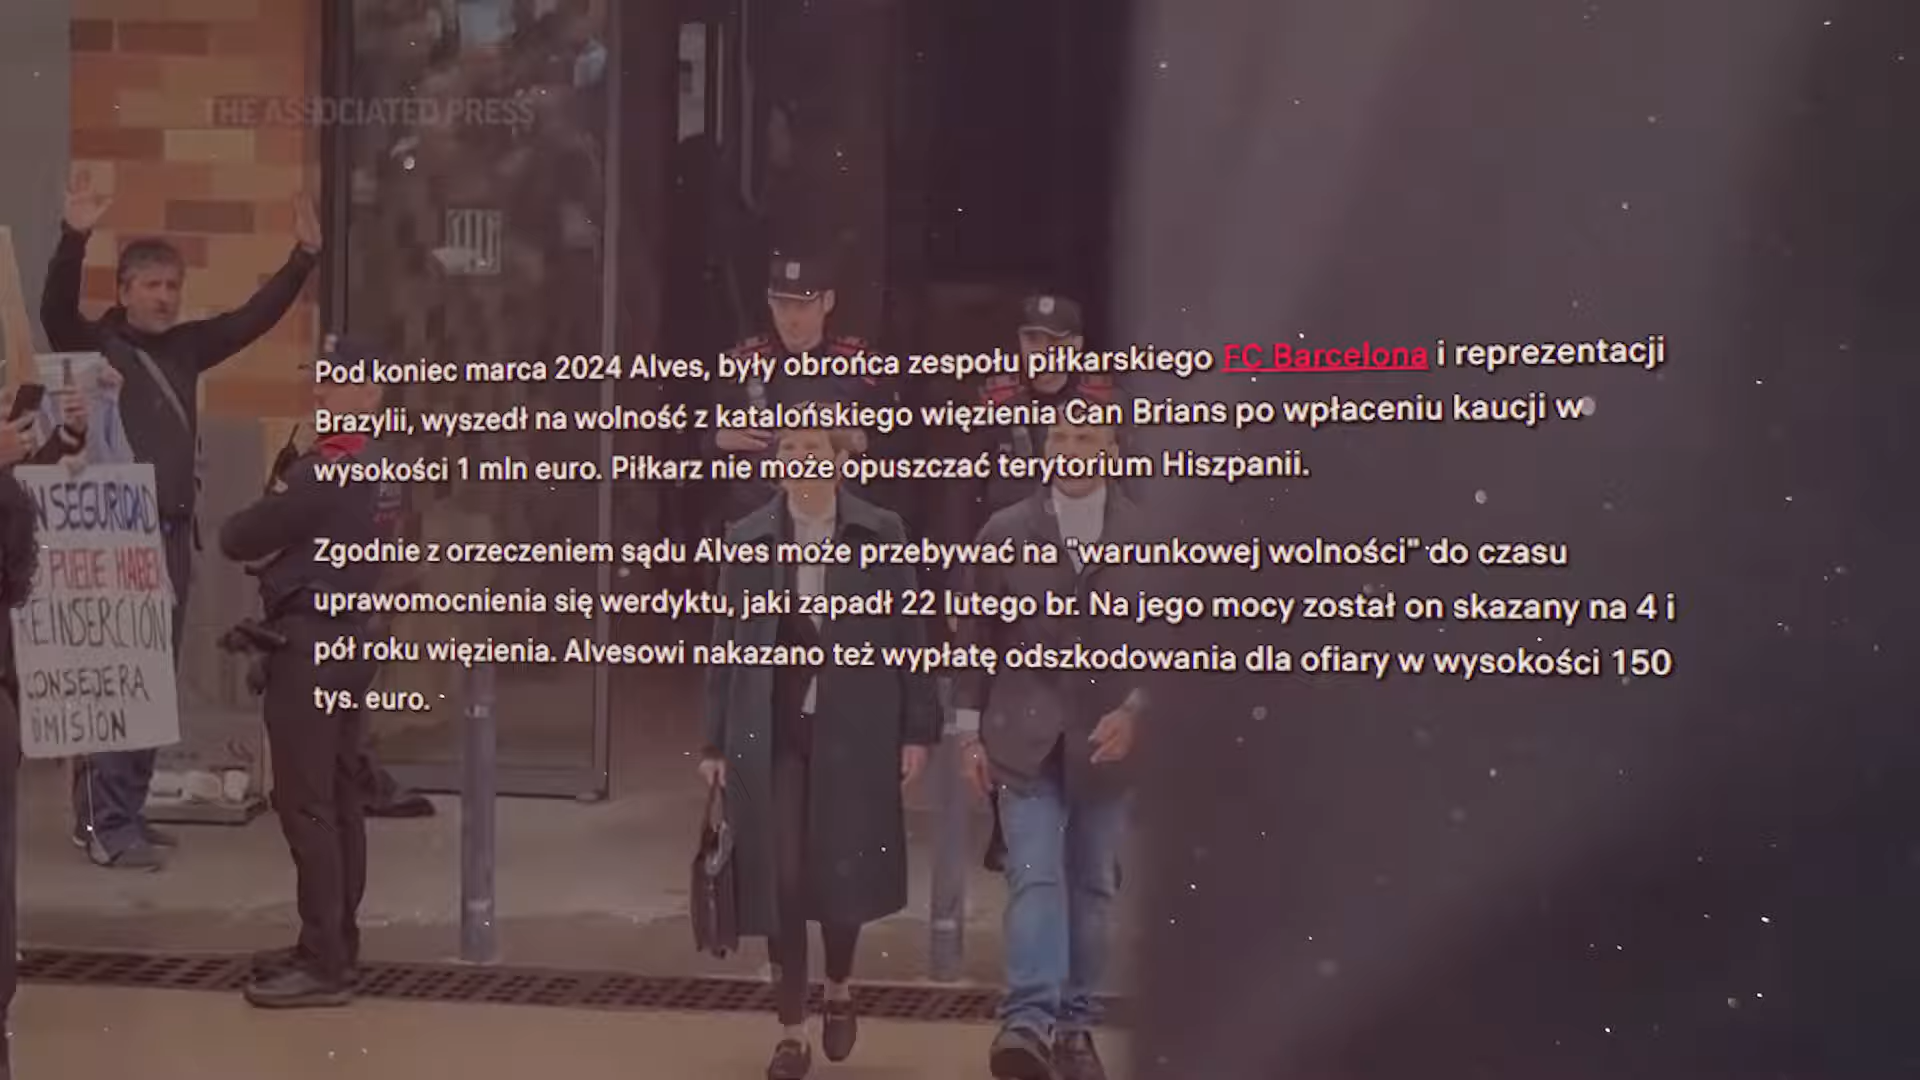 THE ASSOCIATED PRESS
Pod koniec marca 2024 Alves, były obrońca zespołu piłkarskiego FC Barcelona i reprezentacji
Brazylii, wyszedł na wolność z katalońskiego więzienia Can Brians po wpłaceniu kaucji w
wysokości 1 mln euro. Piłkarz nie może opuszczać terytorium Hiszpanii.
Zgodnie z orzeczeniem sądu Alves może przebywać na "warunkowej wolności" do czasu
uprawomocnienia się werdyktu, jaki zapadł 22 lutego br. Na jego mocy został on skazany na 4 i
pół roku więzienia. Alvesowi nakazano też wypłatę odszkodowania dla ofiary w wysokości 150
tys. euro.
SEGURIDAD
PUEDE HABER
REINSERCIÓN
CONSEJERA